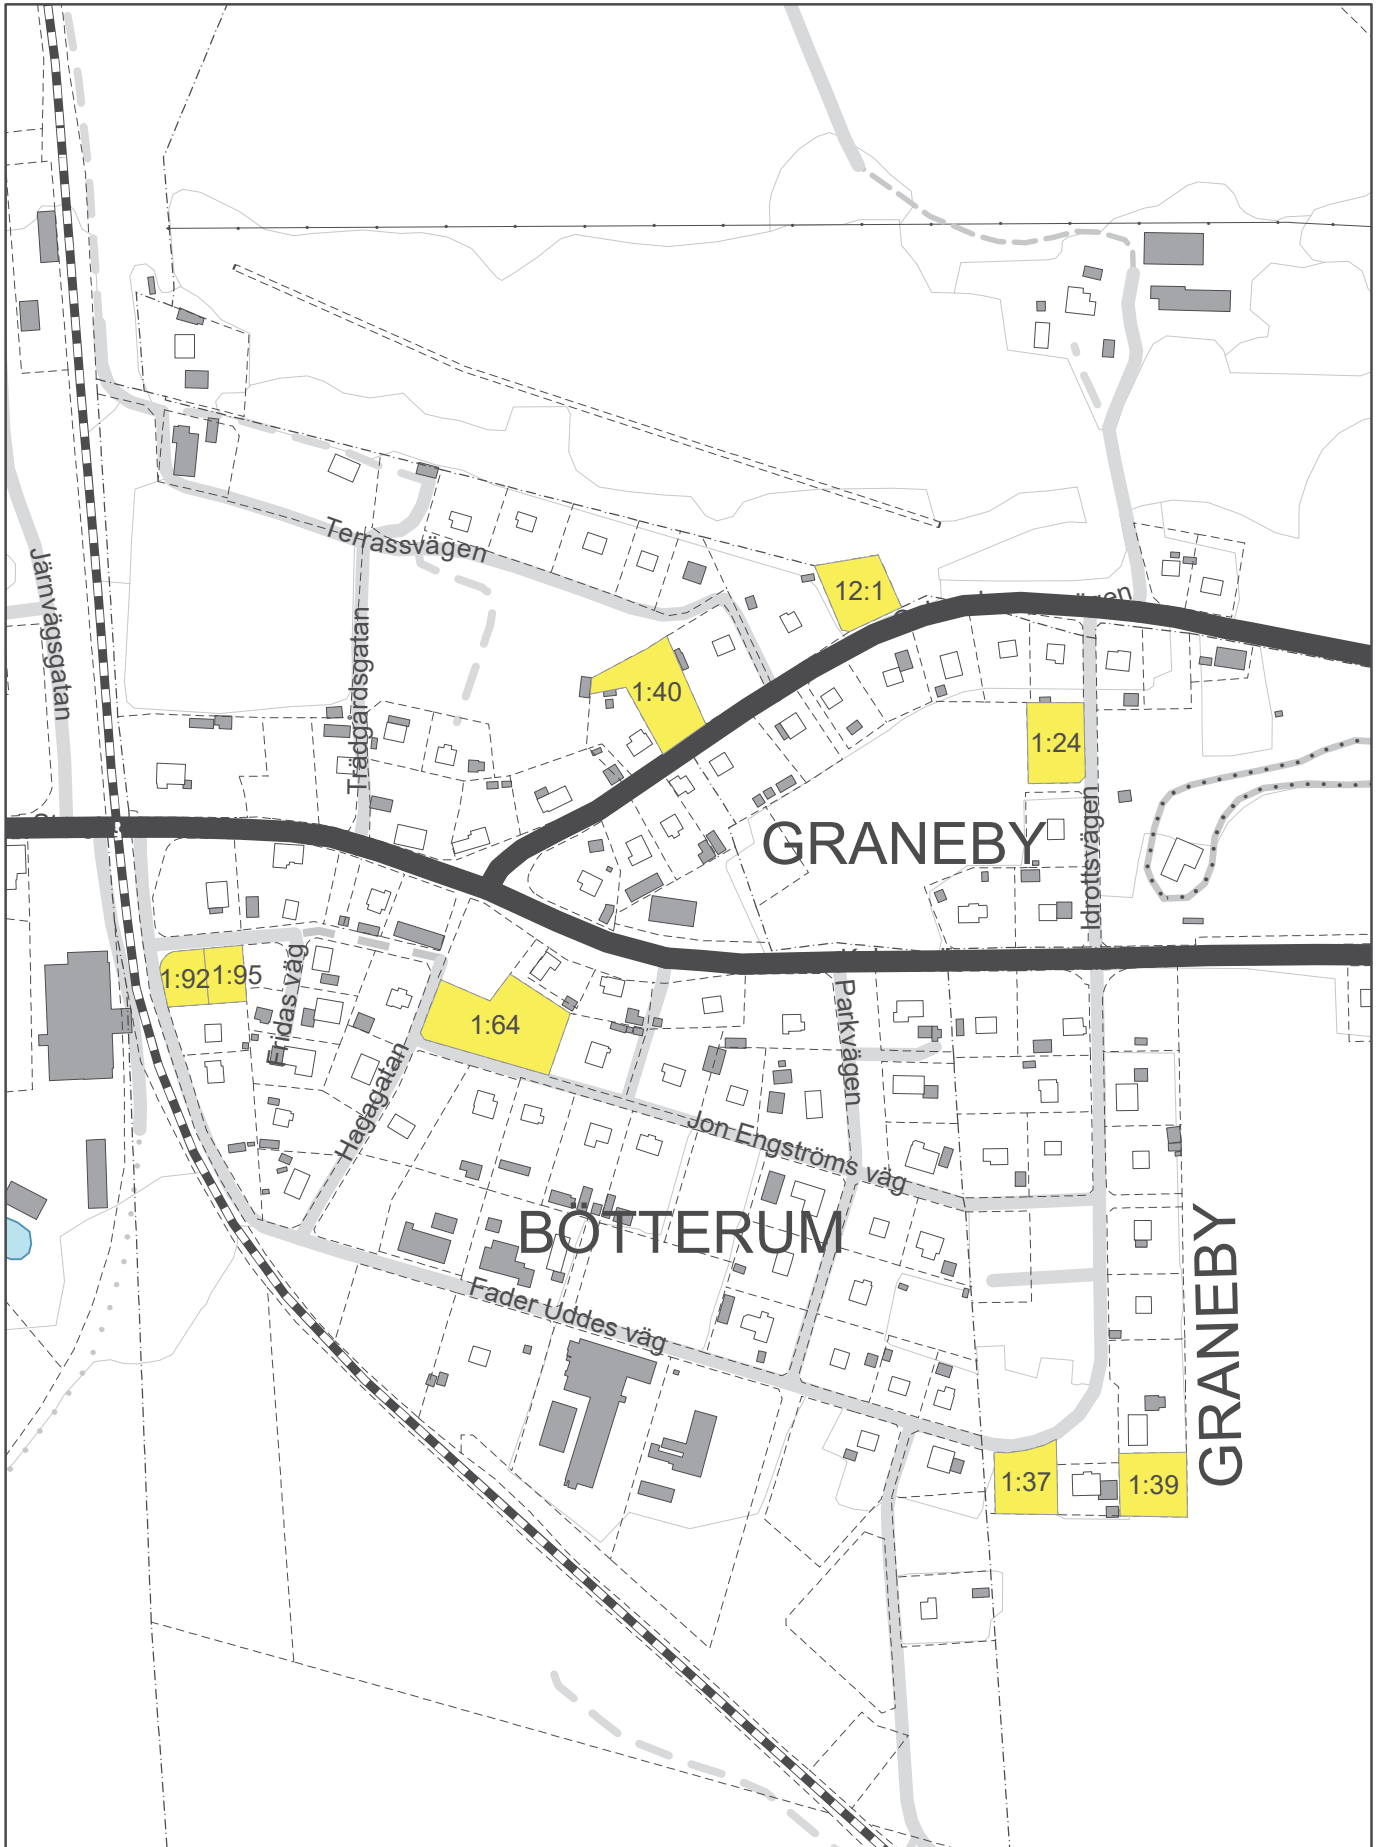 Terrassvägen
Järnvägsgatan
Trädgårdsgatan
12:1
1:40
1:24
GRANEBY
Idrottsvägen
1:92
1:95
Fridas väg
Hagagatan
1:64
Parkvägen
Jon Engströms väg
BÖTTERUM
Fader Uddes väg
GRANEBY
1:37
1:39